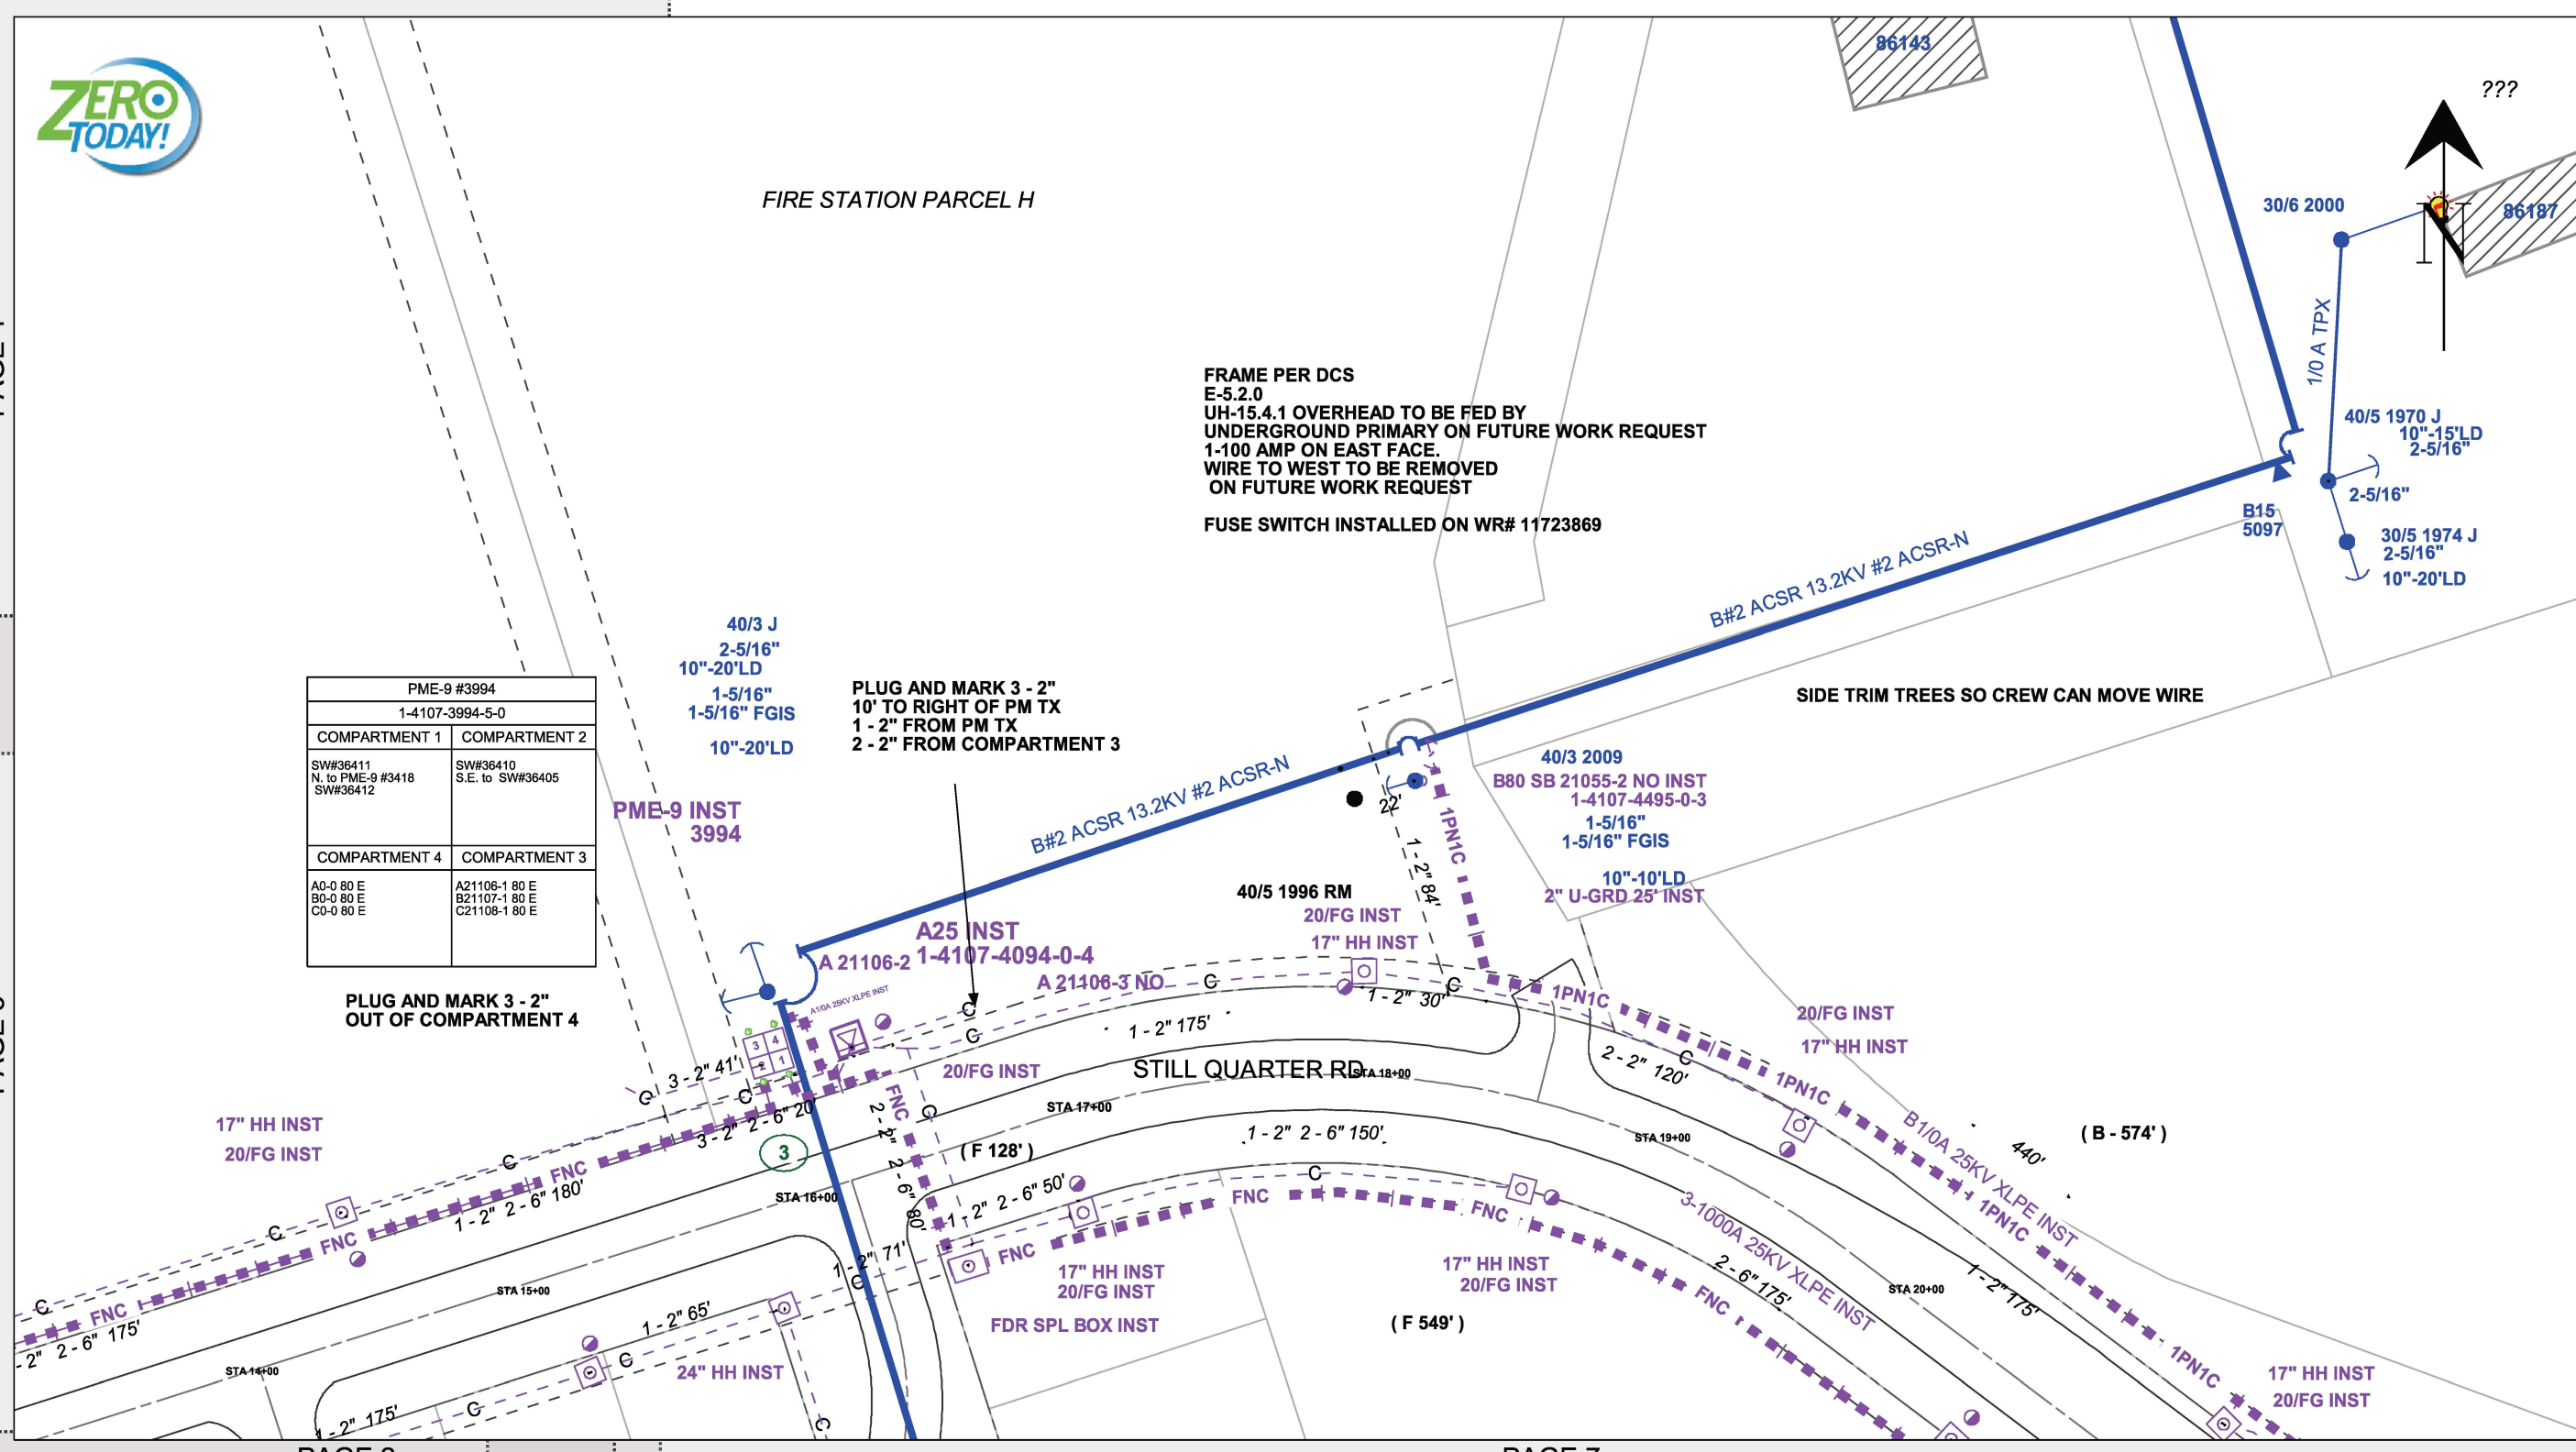 ZERO
TODAY!
FIRE STATION PARCEL H
86143
???
30/6 2000
86187
1/0 A TPX
FRAME PER DCS
E-5.2.0
UH-15.4.1 OVERHEAD TO BE FED BY
UNDERGROUND PRIMARY ON FUTURE WORK REQUEST
1-100 AMP ON EAST FACE.
WIRE TO WEST TO BE REMOVED
ON FUTURE WORK REQUEST
FUSE SWITCH INSTALLED ON WR# 11723869
40/5 1970 J
10"-15'LD
2-5/16"
2-5/16"
B15
5097
30/5 1974 J
2-5/16"
10"-20'LD
B#2 ACSR 13.2KV #2 ACSR-N
SIDE TRIM TREES SO CREW CAN MOVE WIRE
40/3 J
2-5/16"
10"-20'LD
1-5/16"
1-5/16" FGIS
10"-20'LD
PLUG AND MARK 3 - 2"
10' TO RIGHT OF PM TX
1 - 2" FROM PM TX
2 - 2" FROM COMPARTMENT 3
PME-9 #3994
1-4107-3994-5-0
COMPARTMENT 1
COMPARTMENT 2
SW#36411
N. to PME-9 #3418
SW#36412
SW#36410
S.E. to SW#36405
COMPARTMENT 4
COMPARTMENT 3
A0-0 80 E
B0-0 80 E
C0-0 80 E
A21106-1 80 E
B21107-1 80 E
C21108-1 80 E
PME-9 INST
3994
PLUG AND MARK 3 - 2"
OUT OF COMPARTMENT 4
B#2 ACSR 13.2KV #2 ACSR-N
22'
40/3 2009
B80 SB 21055-2 NO INST
1-4107-4495-0-3
1-5/16"
1-5/16" FGIS
10"-10'LD
2" U-GRD 25' INST
1PN1C
1 - 2" 84'
40/5 1996 RM
20/FG INST
17" HH INST
A25 INST
A 21106-2
1-4107-4094-0-4
A 21106-3 NO
A1/0A 25KV XLPE INST
C
C
1 - 2" 30'
C
C
1 - 2" 175'
1PN1C
20/FG INST
17" HH INST
3
4
2
1
3 - 2" 41'
C
C
20/FG INST
STILL QUARTER RD
STA 18+00
2 - 2" 120'
C
1PN1C
17" HH INST
20/FG INST
3 - 2" 2 - 6" 20'
3
FNC
C
2 - 2" 2 - 6" 80'
STA 17+00
( F 128' )
1 - 2" 2 - 6" 150'
STA 19+00
B1/0A 25KV XLPE INST
440'
( B - 574' )
C
FNC
1 - 2" 2 - 6" 180'
STA 16+00
1 - 2" 2 - 6" 50'
C
FNC
FNC
3-1000A 25KV XLPE INST
1PN1C
C
FNC
1 - 2" 71'
C
FNC
17" HH INST
20/FG INST
17" HH INST
20/FG INST
2 - 6" 175'
STA 20+00
1 - 2" 175'
C
FNC
STA 15+00
1 - 2" 65'
FDR SPL BOX INST
( F 549' )
FNC
- 2" 2 - 6" 175'
STA 14+00
C
24" HH INST
1PN1C
17" HH INST
20/FG INST
1 - 2" 175'
C
C